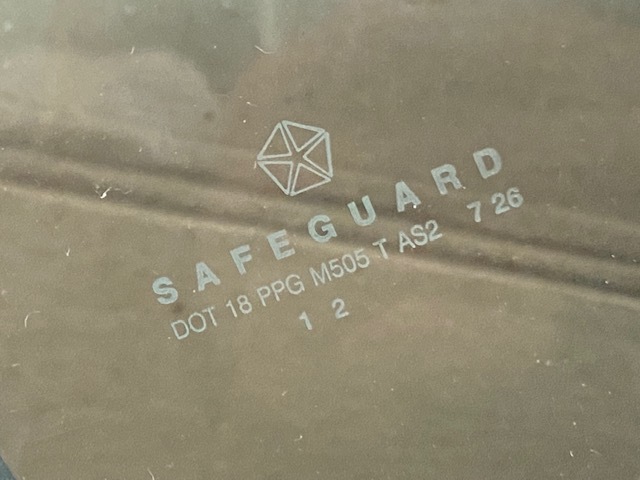 SAFEGUARD
DOT 18 PPG M505 T AS2 7 26
1 2